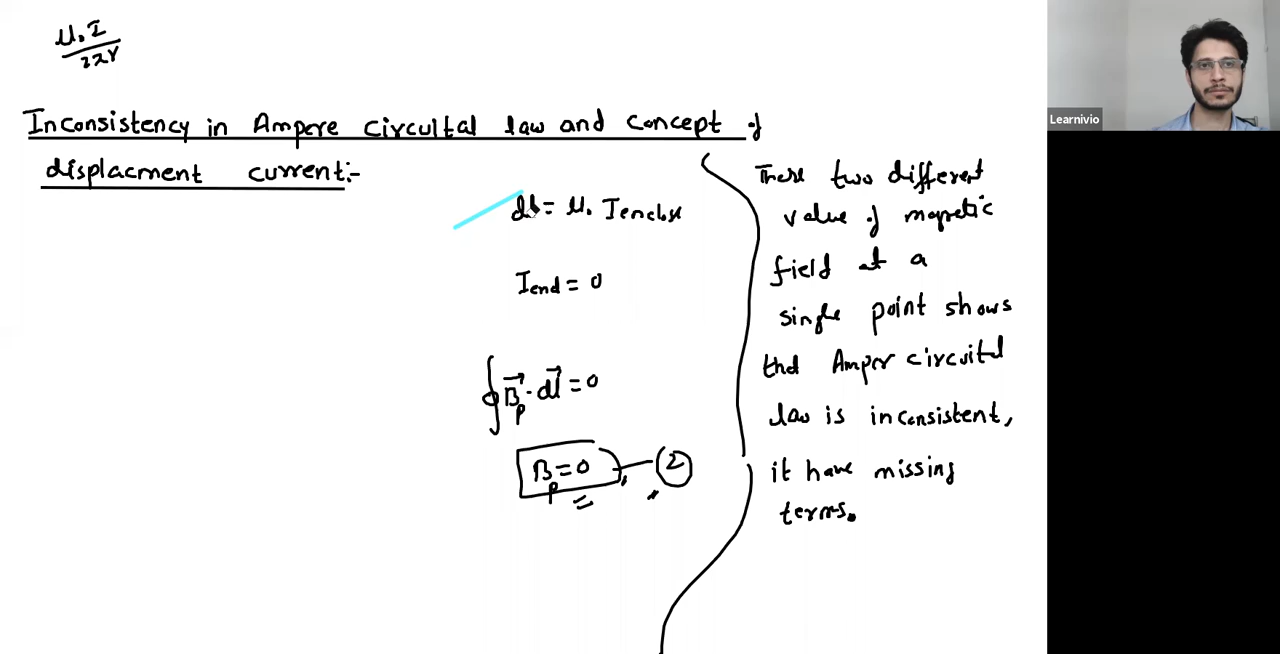 μ₀I
2πr
Inconsistency in Ampere circuital law and concept of
displacment current:-
dl = μ₀ Ienclose
Iend = 0
∮B⃗p · dl⃗ = 0
Bp = 0 — ②
There two different
value of magnetic
field at a
single point shows
that Amper circuital
law is inconsistent,
it have missing
terms.
Learnivio